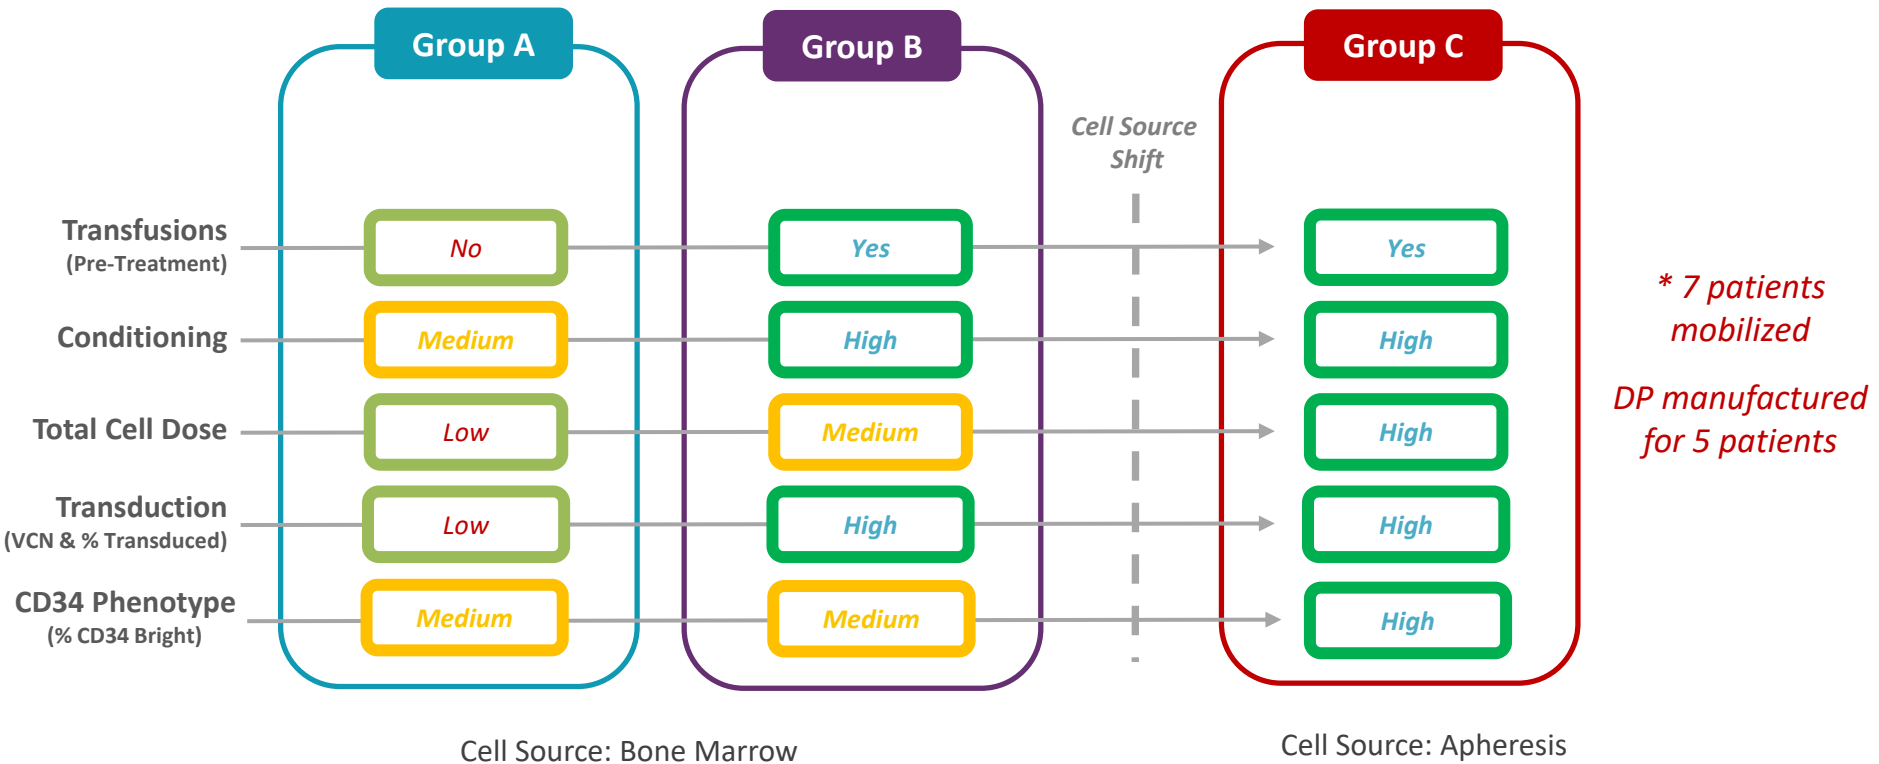 Group A
Group B
Group C
Cell Source
Shift
Transfusions
(Pre-Treatment)
No
Yes
Yes
* 7 patients
mobilized
Conditioning
Medium
High
High
DP manufactured
for 5 patients
Total Cell Dose
Low
Medium
High
Transduction
(VCN & % Transduced)
Low
High
High
CD34 Phenotype
(% CD34 Bright)
Medium
Medium
High
Cell Source: Bone Marrow
Cell Source: Apheresis